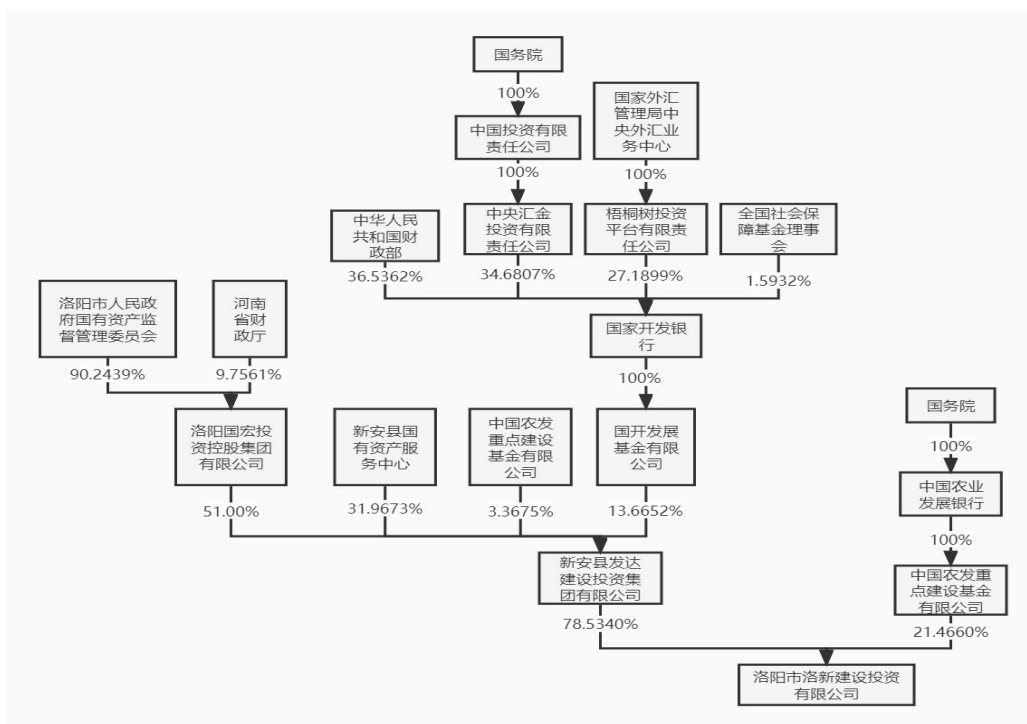 国务院
100%
中国投资有限
责任公司
国家外汇
管理局中
央外汇业
务中心
100%
100%
中华人民
共和国财
政部
中央汇金
投资有限
责任公司
梧桐树投资
平台有限责
任公司
全国社会保
障基金理事
会
36.5362%
34.6807%
27.1899%
1.5932%
洛阳市人民政
府国有资产监
督管理委员会
河南
省财
政厅
国家开发银
行
90.2439%
9.7561%
100%
国务院
洛阳国宏投
资控股集团
有限公司
新安县国
有资产服
务中心
中国农发
重点建设
基金有限
公司
国开发展
基金有限
公司
100%
中国农业
发展银行
51.00%
31.9673%
3.3675%
13.6652%
100%
新安县发达
建设投资集
团有限公司
中国农发重
点建设基金
有限公司
78.5340%
21.4660%
洛阳市洛新建设投资
有限公司